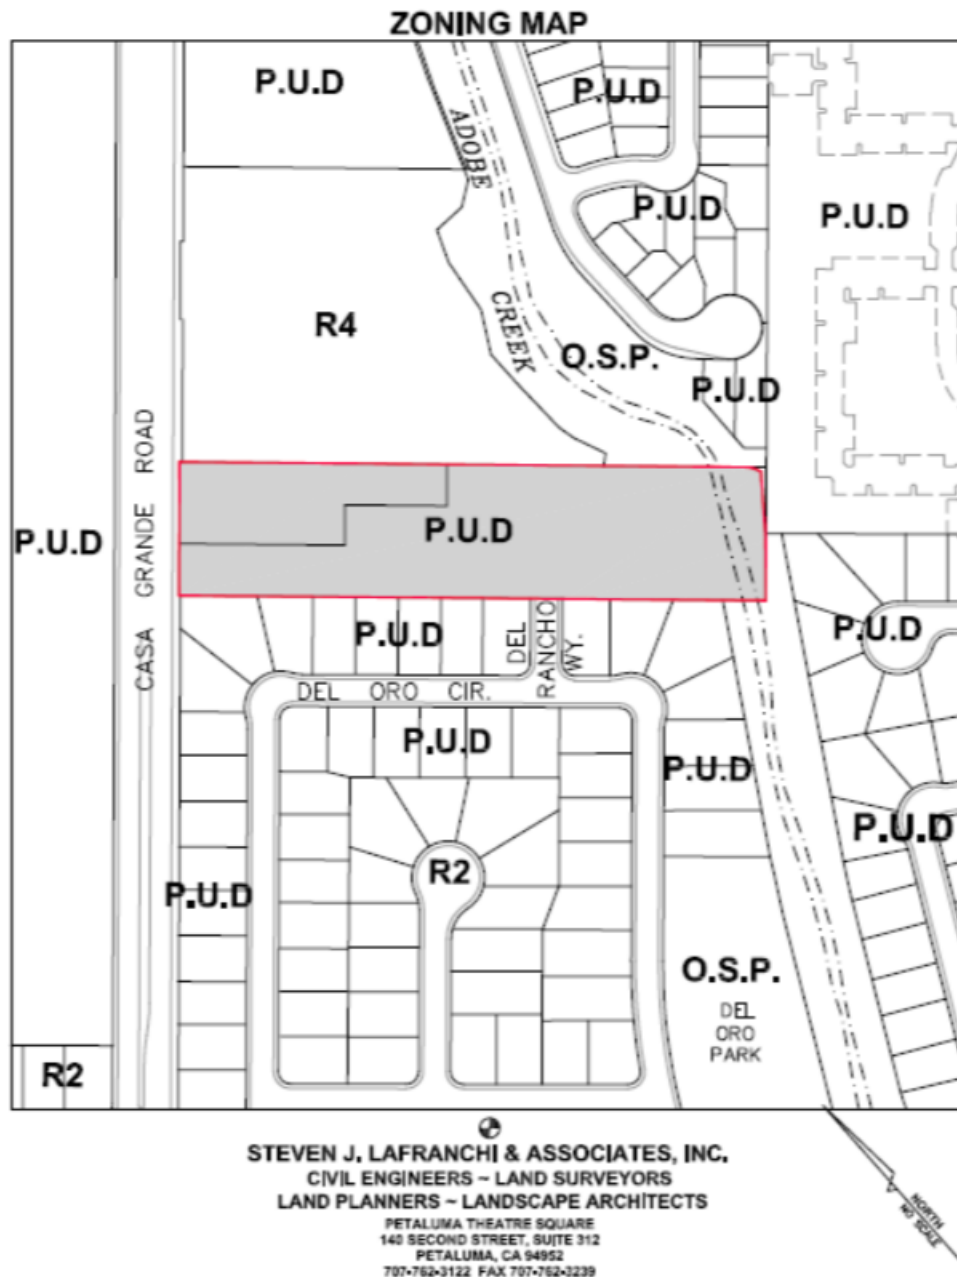 ZONING MAP
P.U.D
P.U.D
ADOBE
P.U.D
P.U.D
CREEK
R4
O.S.P.
P.U.D
CASA GRANDE ROAD
P.U.D
P.U.D
P.U.D
DEL RANCHO WY.
P.U.D
DEL ORO CIR.
P.U.D
P.U.D
P.U.D
R2
P.U.D
O.S.P.
DEL
ORO
PARK
R2
STEVEN J. LAFRANCHI & ASSOCIATES, INC.
CIVIL ENGINEERS ~ LAND SURVEYORS
LAND PLANNERS ~ LANDSCAPE ARCHITECTS
PETALUMA THEATRE SQUARE
140 SECOND STREET, SUITE 312
PETALUMA, CA 94952
707-762-3122 FAX 707-762-3239
NORTH
NO SCALE